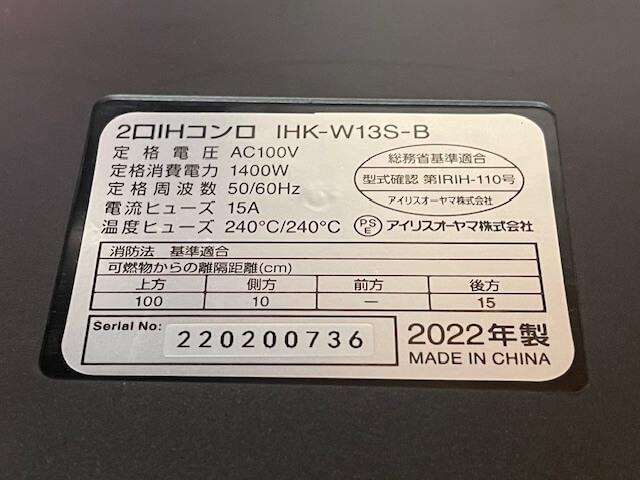 2口IHコンロ IHK-W13S-B
定格電圧 AC100V
定格消費電力 1400W
定格周波数 50/60Hz
電流ヒューズ 15A
温度ヒューズ 240℃/240℃
総務省基準適合
型式確認 第IRIH-110号
アイリスオーヤマ株式会社
PSE アイリスオーヤマ株式会社
消防法 基準適合
可燃物からの離隔距離(cm)
上方 側方 前方 後方
100 10 — 15
Serial No: 220200736
2022年製
MADE IN CHINA